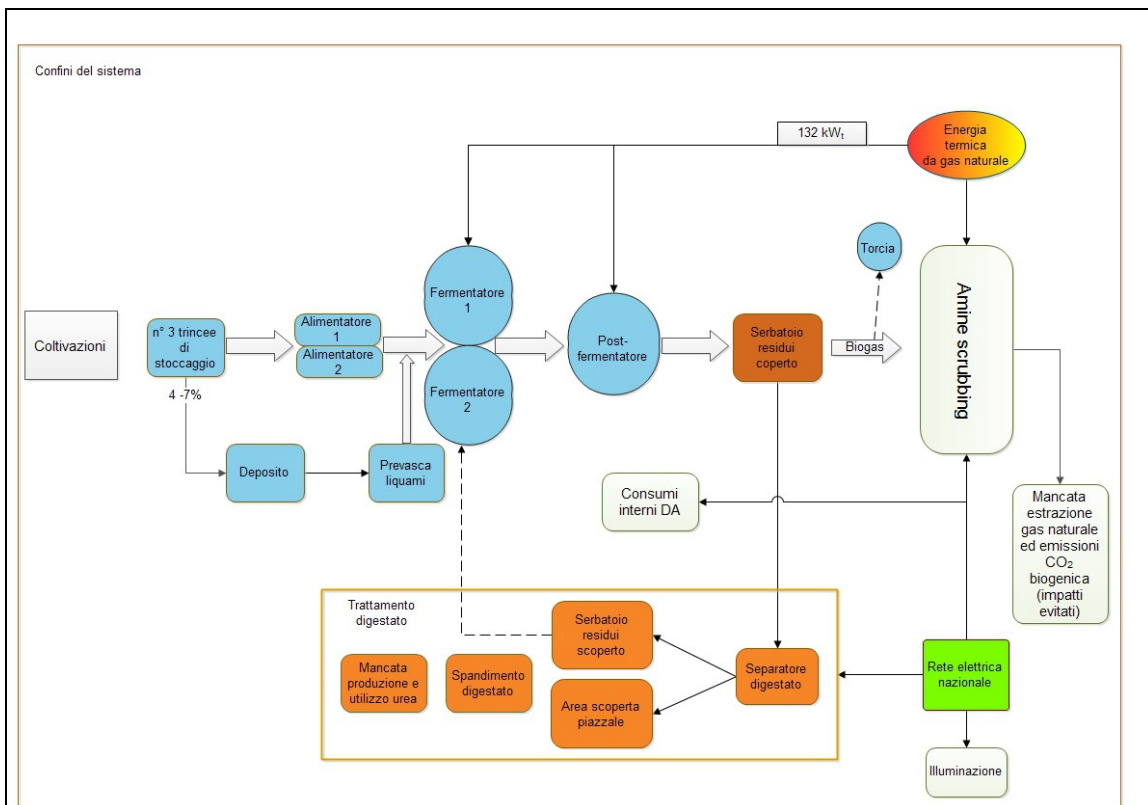 Confini del sistema
132 kWt
Energia
termica
da gas naturale
Torcia
Coltivazioni
n° 3 trincee
di
stoccaggio
Alimentatore
1
Alimentatore
2
Fermentatore
1
Fermentatore
2
Post-
fermentatore
Serbatoio
residui
coperto
Biogas
Amine scrubbing
4 -7%
Deposito
Prevasca
liquami
Consumi
interni DA
Mancata
estrazione
gas naturale
ed emissioni
CO2
biogenica
(impatti
evitati)
Trattamento
digestato
Serbatoio
residui
scoperto
Mancata
produzione e
utilizzo urea
Spandimento
digestato
Area scoperta
piazzale
Separatore
digestato
Rete elettrica
nazionale
Illuminazione